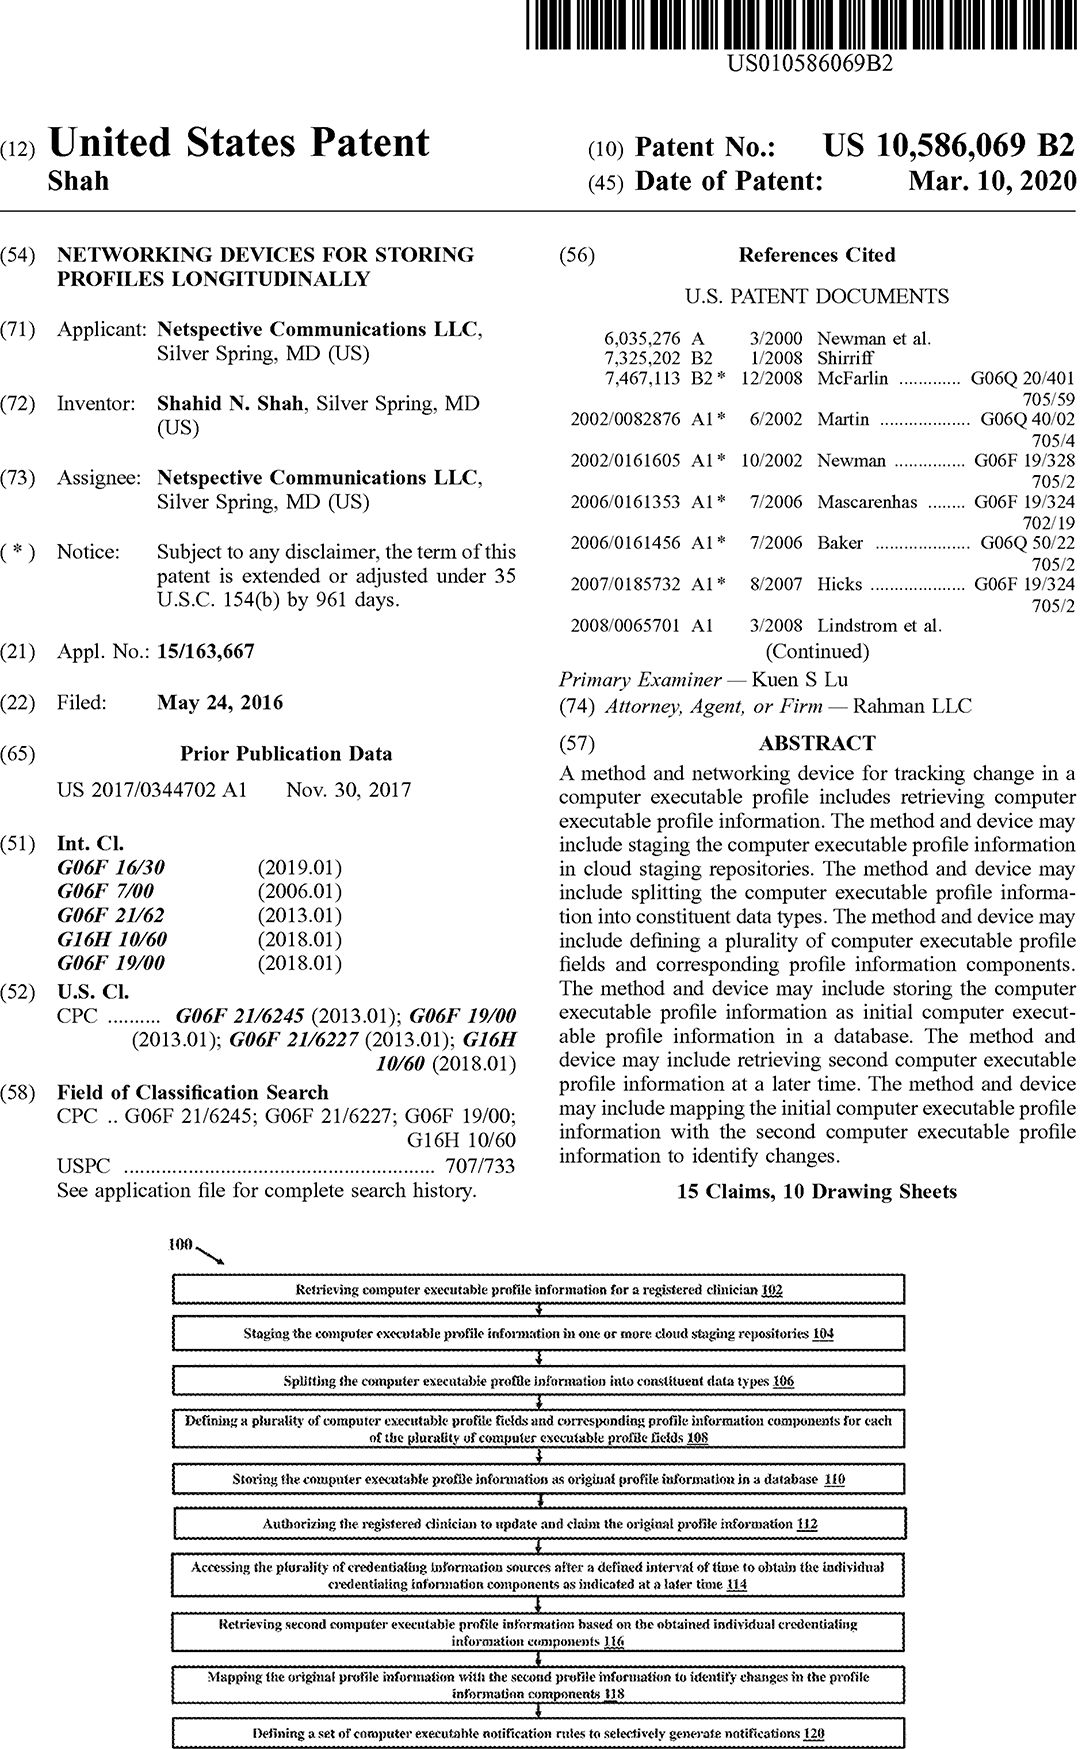 US010586069B2
(12) United States Patent
Shah
(10) Patent No.: US 10,586,069 B2
(45) Date of Patent: Mar. 10, 2020
(54) NETWORKING DEVICES FOR STORING
PROFILES LONGITUDINALLY
(71) Applicant: Netspective Communications LLC,
Silver Spring, MD (US)
(72) Inventor: Shahid N. Shah, Silver Spring, MD
(US)
(73) Assignee: Netspective Communications LLC,
Silver Spring, MD (US)
( * ) Notice: Subject to any disclaimer, the term of this
patent is extended or adjusted under 35
U.S.C. 154(b) by 961 days.
(21) Appl. No.: 15/163,667
(22) Filed: May 24, 2016
(65) Prior Publication Data
US 2017/0344702 A1 Nov. 30, 2017
(51) Int. Cl.
G06F 16/30 (2019.01)
G06F 7/00 (2006.01)
G06F 21/62 (2013.01)
G16H 10/60 (2018.01)
G06F 19/00 (2018.01)
(52) U.S. Cl.
CPC .......... G06F 21/6245 (2013.01); G06F 19/00
(2013.01); G06F 21/6227 (2013.01); G16H
10/60 (2018.01)
(58) Field of Classification Search
CPC .. G06F 21/6245; G06F 21/6227; G06F 19/00;
G16H 10/60
USPC .................................................... 707/733
See application file for complete search history.
(56) References Cited
U.S. PATENT DOCUMENTS
6,035,276 A 3/2000 Newman et al.
7,325,202 B2 1/2008 Shirriff
7,467,113 B2 * 12/2008 McFarlin ............. G06Q 20/401
705/59
2002/0082876 A1 * 6/2002 Martin ................... G06Q 40/02
705/4
2002/0161605 A1 * 10/2002 Newman ................ G06F 19/328
705/2
2006/0161353 A1 * 7/2006 Mascarenhas ........ G06F 19/324
702/19
2006/0161456 A1 * 7/2006 Baker .................... G06Q 50/22
705/2
2007/0185732 A1 * 8/2007 Hicks .................... G06F 19/324
705/2
2008/0065701 A1 3/2008 Lindstrom et al.
(Continued)
Primary Examiner — Kuen S Lu
(74) Attorney, Agent, or Firm — Rahman LLC
(57) ABSTRACT
A method and networking device for tracking change in a
computer executable profile includes retrieving computer
executable profile information. The method and device may
include staging the computer executable profile information
in cloud staging repositories. The method and device may
include splitting the computer executable profile informa-
tion into constituent data types. The method and device may
include defining a plurality of computer executable profile
fields and corresponding profile information components.
The method and device may include storing the computer
executable profile information as initial computer execut-
able profile information in a database. The method and
device may include retrieving second computer executable
profile information at a later time. The method and device
may include mapping the initial computer executable profile
information with the second computer executable profile
information to identify changes.
15 Claims, 10 Drawing Sheets
100
Retrieving computer executable profile information for a registered clinician 102
Staging the computer executable profile information in one or more cloud staging repositories 104
Splitting the computer executable profile information into constituent data types 106
Defining a plurality of computer executable profile fields and corresponding profile information components for each
of the plurality of computer executable profile fields 108
Storing the computer executable profile information as original profile information in a database 110
Authorizing the registered clinician to update and claim the original profile information 112
Accessing the plurality of credentialing information sources after a defined interval of time to obtain the individual
credentialing information components as indicated at a later time 114
Retrieving second computer executable profile information based on the obtained individual credentialing
information components 116
Mapping the original profile information with the second profile information to identify changes in the profile
information components 118
Defining a set of computer executable notification rules to selectively generate notifications 120